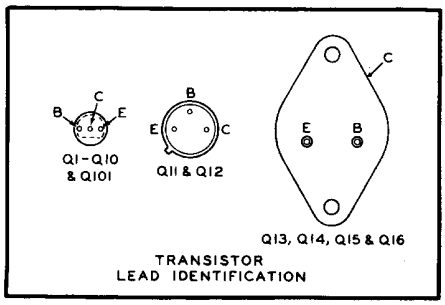 B C E
Q1-Q10
& Q101
B
E C
Q11 & Q12
C
E B
Q13, Q14, Q15 & Q16
TRANSISTOR
LEAD IDENTIFICATION